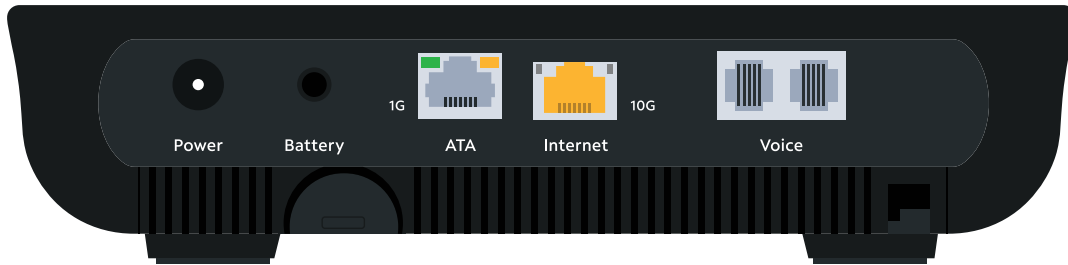 1G
10G
Power
Battery
ATA
Internet
Voice